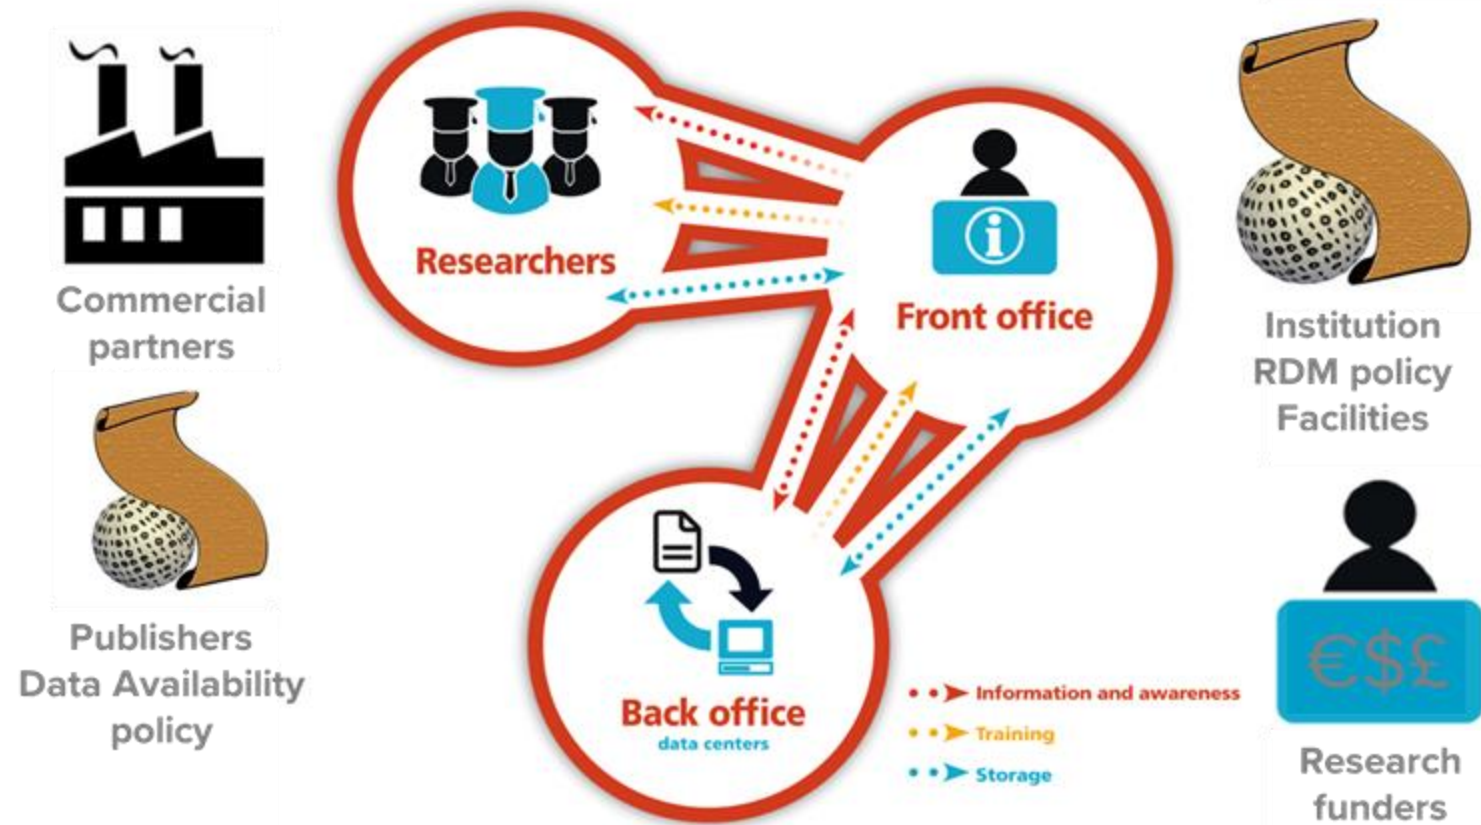 Commercial
partners
Publishers
Data Availability
policy
Researchers
i
Front office
Back office
data centers
Information and awareness
Training
Storage
Institution
RDM policy
Facilities
€$£
Research
funders